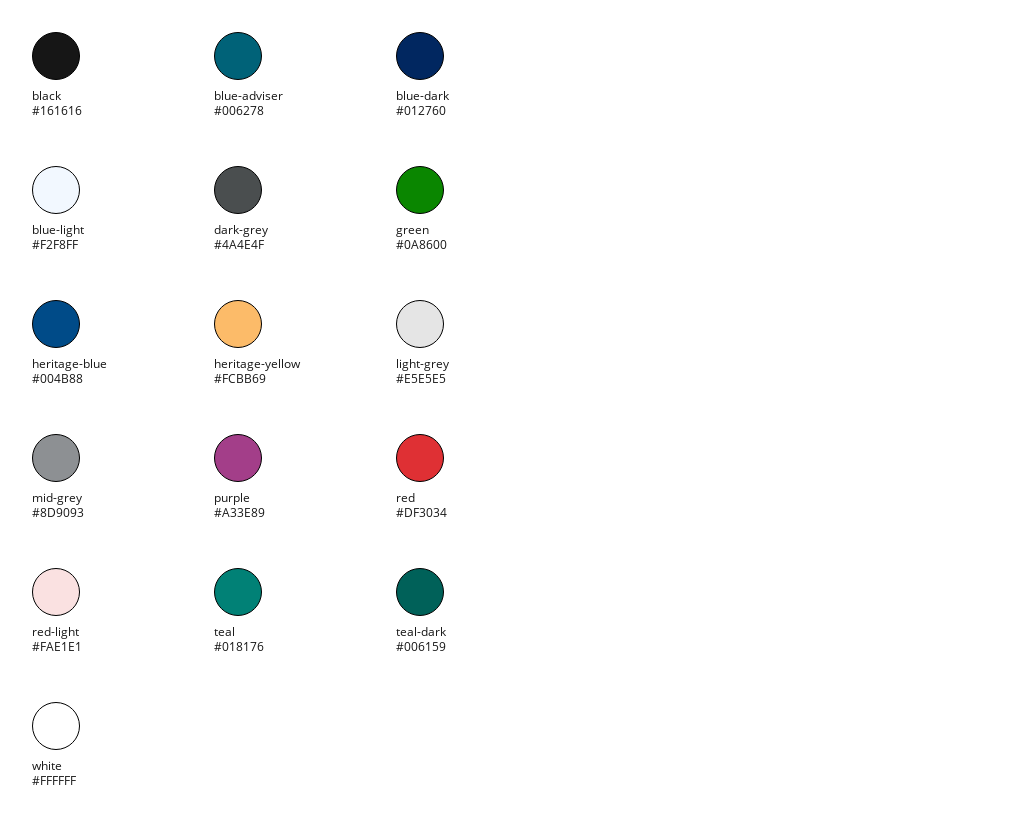 black
#161616
blue-adviser
#006278
blue-dark
#012760
blue-light
#F2F8FF
dark-grey
#4A4E4F
green
#0A8600
heritage-blue
#004B88
heritage-yellow
#FCBB69
light-grey
#E5E5E5
mid-grey
#8D9093
purple
#A33E89
red
#DF3034
red-light
#FAE1E1
teal
#018176
teal-dark
#006159
white
#FFFFFF